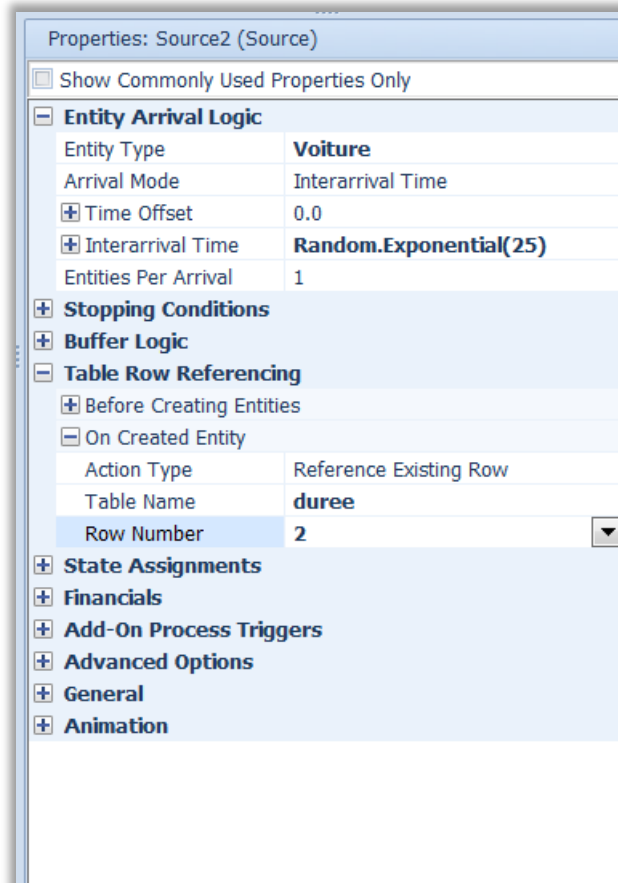 Properties: Source2 (Source)
Show Commonly Used Properties Only
Entity Arrival Logic
Entity Type Voiture
Arrival Mode Interarrival Time
Time Offset 0.0
Interarrival Time Random.Exponential(25)
Entities Per Arrival 1
Stopping Conditions
Buffer Logic
Table Row Referencing
Before Creating Entities
On Created Entity
Action Type Reference Existing Row
Table Name duree
Row Number 2
State Assignments
Financials
Add-On Process Triggers
Advanced Options
General
Animation